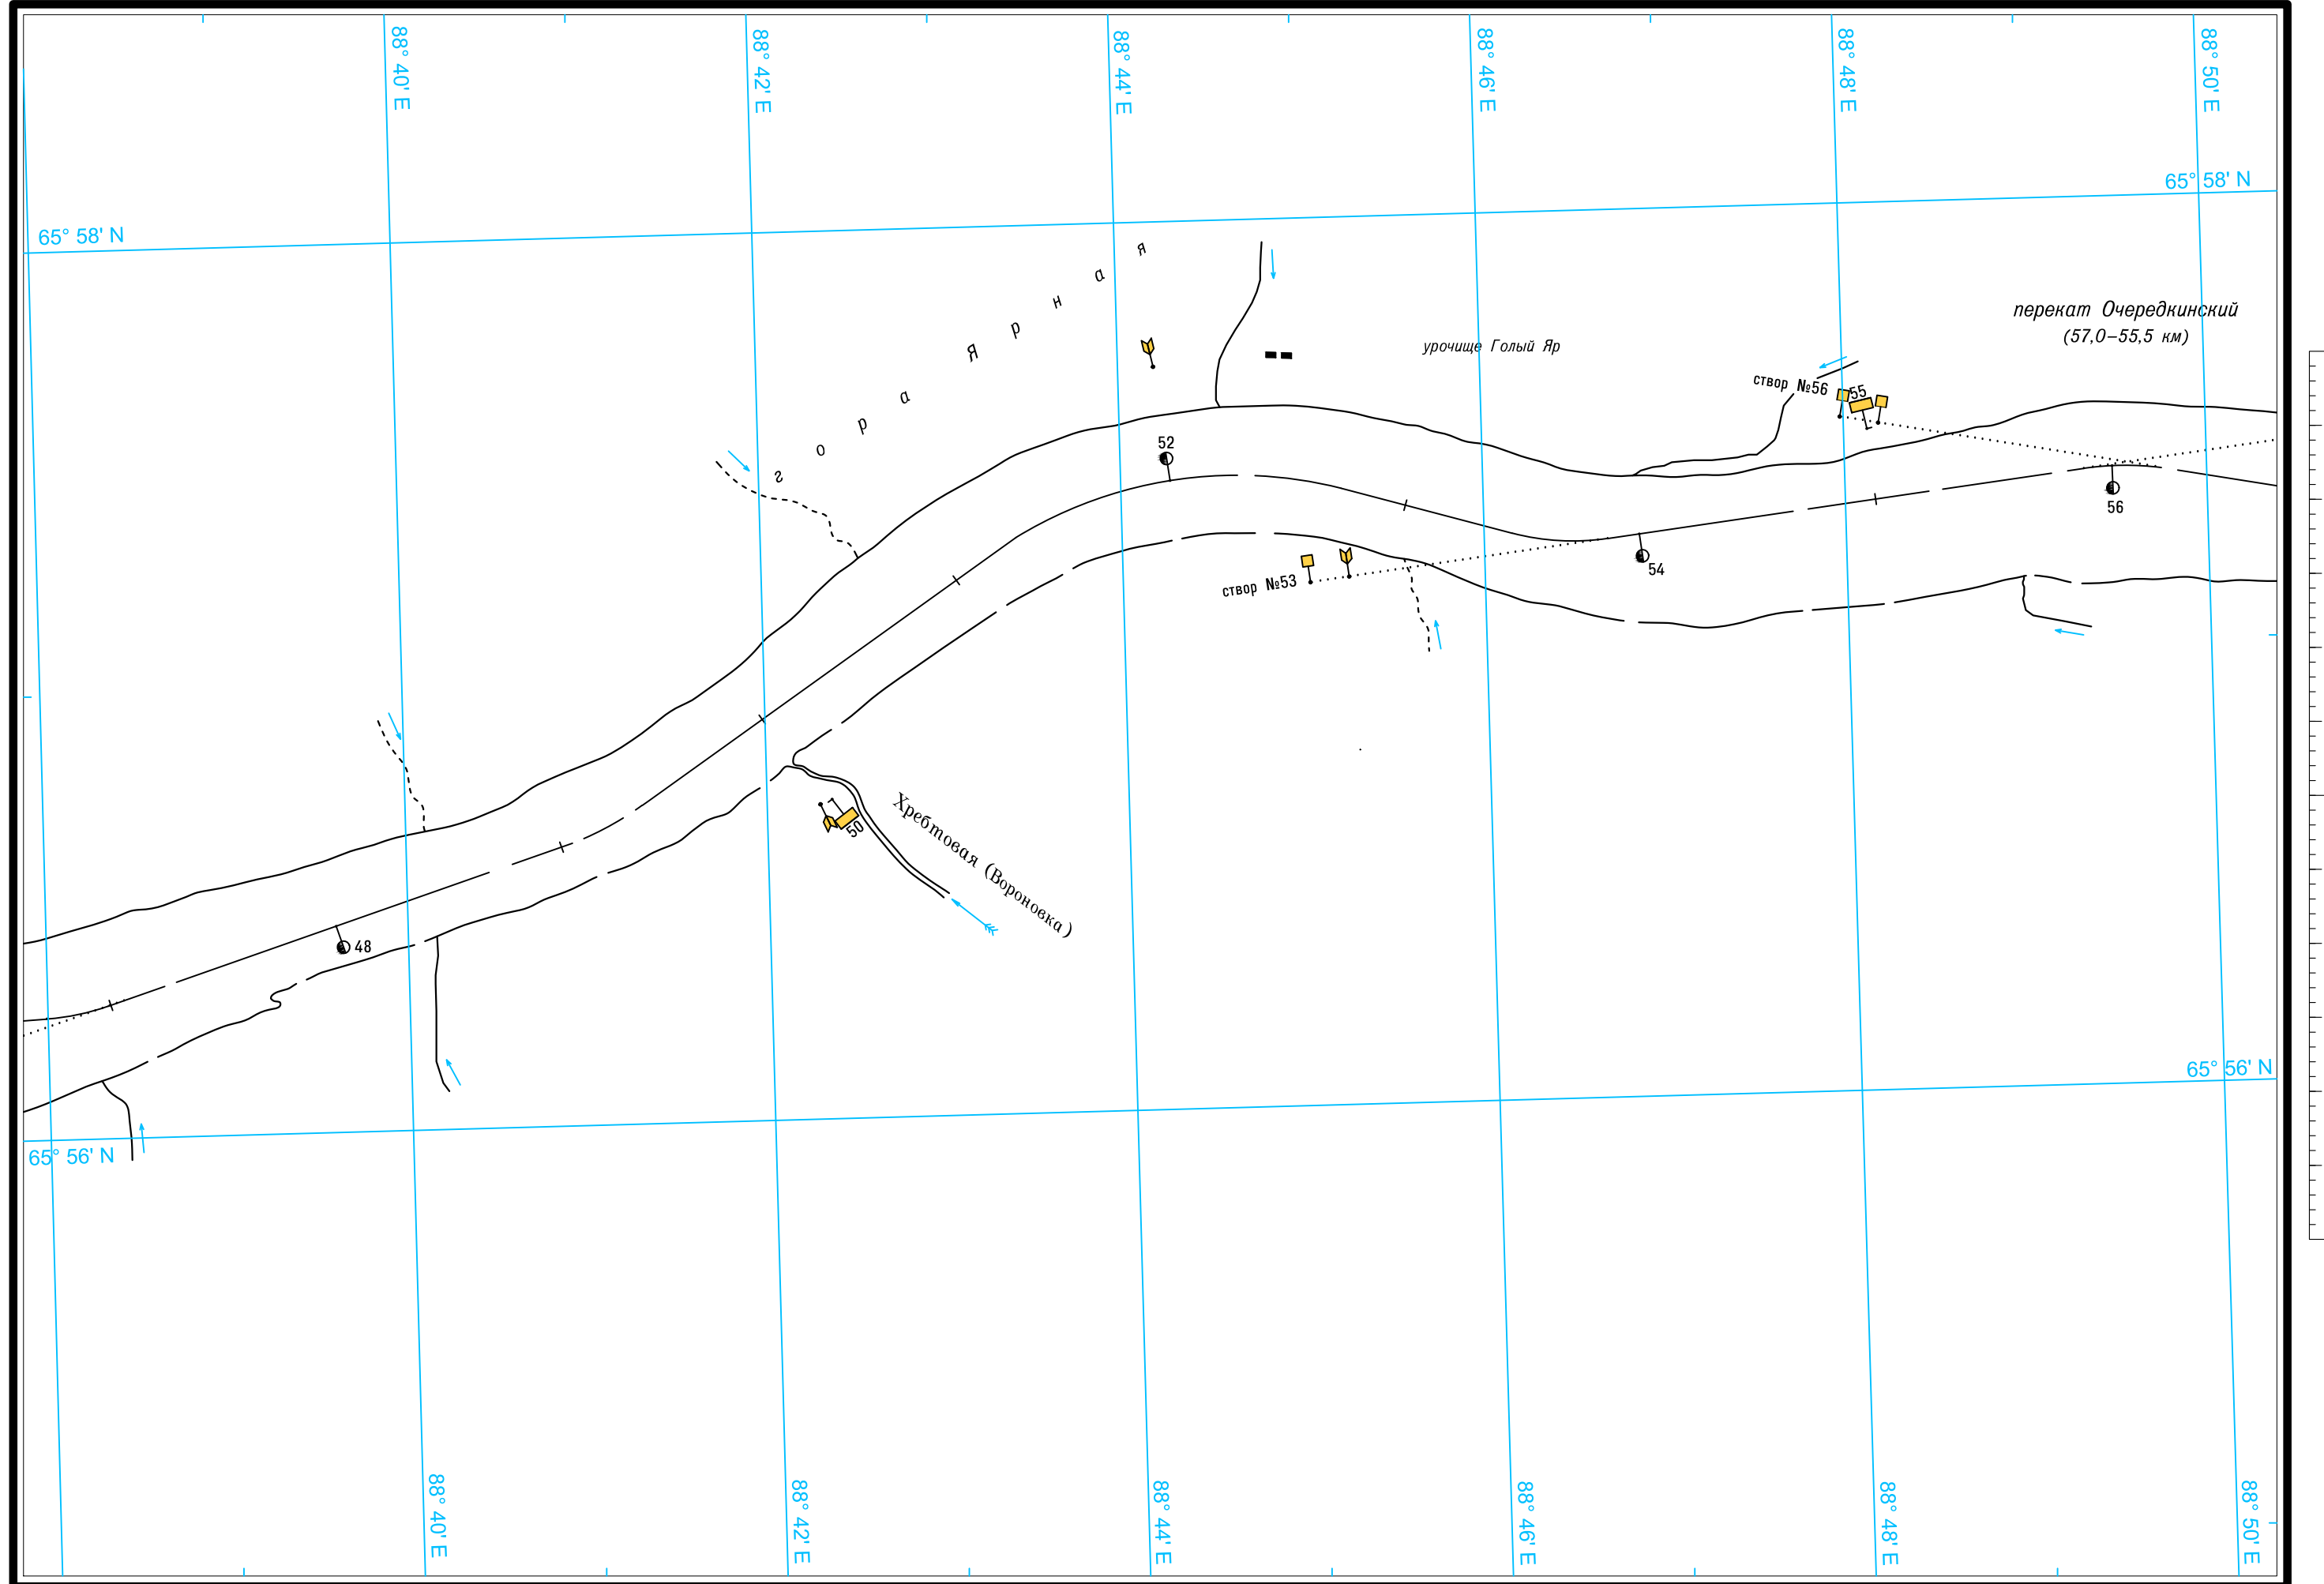 88° 40' E
88° 42' E
88° 44' E
88° 46' E
88° 48' E
88° 50' E
65° 58' N
65° 58' N
гора Ярная
перекат Очередкинский
(57,0–55,5 км)
урочище Голый Яр
створ №56
55
52
56
створ №53
54
50
Хребтовая (Вороновка)
48
65° 56' N
65° 56' N
88° 40' E
88° 42' E
88° 44' E
88° 46' E
88° 48' E
88° 50' E